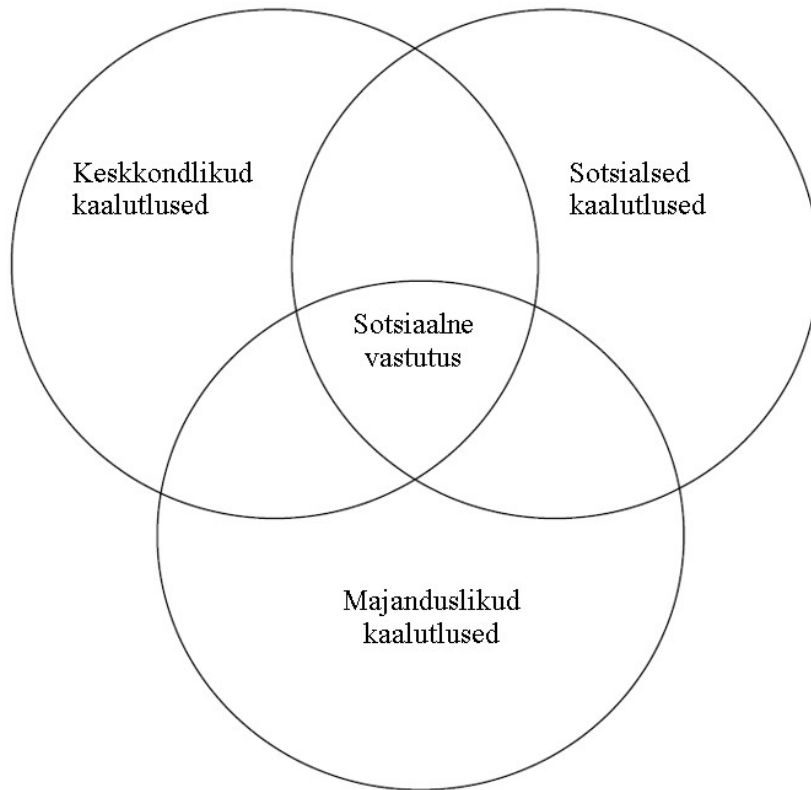 Keskkondlikud
kaalutlused
Sotsialsed
kaalutlused
Sotsiaalne
vastutus
Majanduslikud
kaalutlused